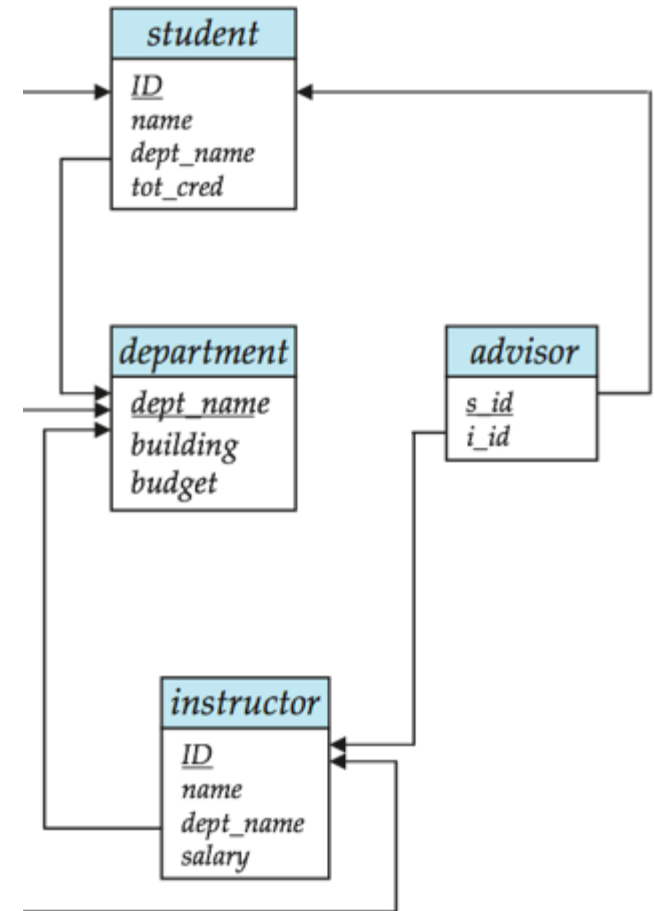 student
ID
name
dept_name
tot_cred
department
dept_name
building
budget
advisor
s_id
i_id
instructor
ID
name
dept_name
salary